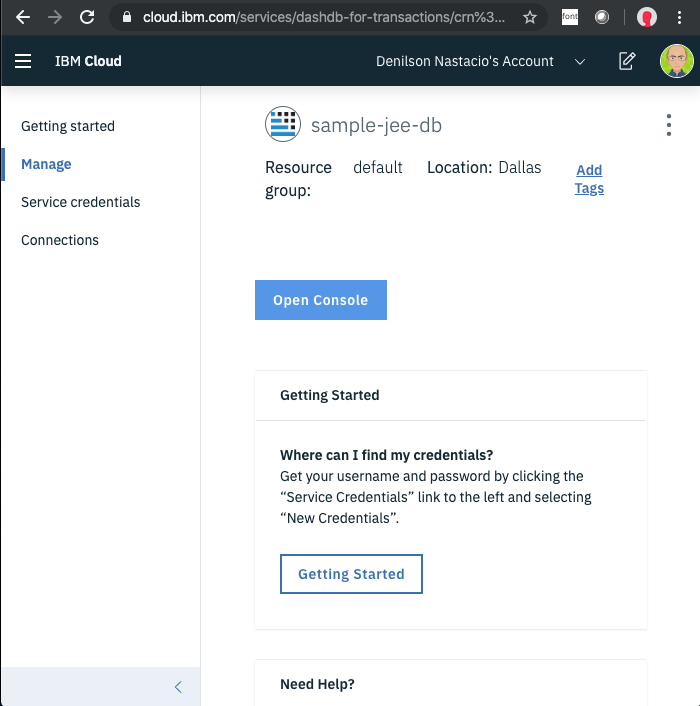 cloud.ibm.com/services/dashdb-for-transactions/crn%3...
font
IBM Cloud
Denilson Nastacio's Account
Getting started
Manage
Service credentials
Connections
sample-jee-db
Resource group:
default
Location: Dallas
Add
Tags
Open Console
Getting Started
Where can I find my credentials?
Get your username and password by clicking the
“Service Credentials” link to the left and selecting
“New Credentials”.
Getting Started
Need Help?